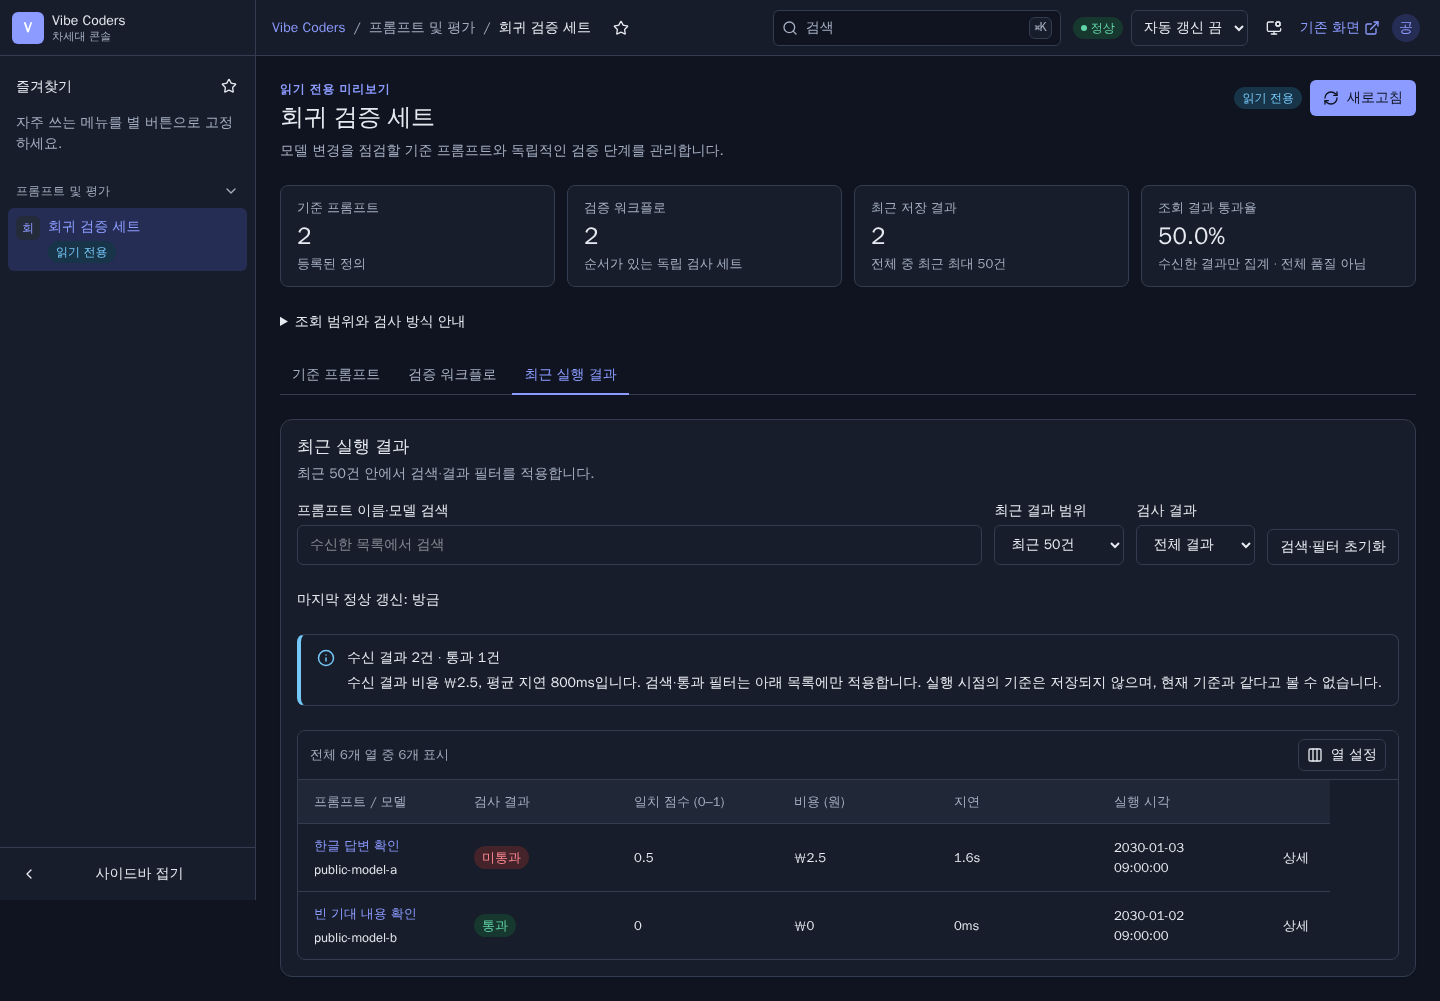 V
Vibe Coders
차세대 콘솔
Vibe Coders / 프롬프트 및 평가 / 회귀 검증 세트
검색
⌘K
정상
자동 갱신 끔
기존 화면
공
즐겨찾기
자주 쓰는 메뉴를 별 버튼으로 고정
하세요.
프롬프트 및 평가
회
회귀 검증 세트
읽기 전용
사이드바 접기
읽기 전용 미리보기
회귀 검증 세트
모델 변경을 점검할 기준 프롬프트와 독립적인 검증 단계를 관리합니다.
읽기 전용
새로고침
기준 프롬프트
2
등록된 정의
검증 워크플로
2
순서가 있는 독립 검사 세트
최근 저장 결과
2
전체 중 최근 최대 50건
조회 결과 통과율
50.0%
수신한 결과만 집계 · 전체 품질 아님
조회 범위와 검사 방식 안내
기준 프롬프트
검증 워크플로
최근 실행 결과
최근 실행 결과
최근 50건 안에서 검색·결과 필터를 적용합니다.
프롬프트 이름·모델 검색
최근 결과 범위
검사 결과
수신한 목록에서 검색
최근 50건
전체 결과
검색·필터 초기화
마지막 정상 갱신: 방금
수신 결과 2건 · 통과 1건
수신 결과 비용 ₩2.5, 평균 지연 800ms입니다. 검색·통과 필터는 아래 목록에만 적용합니다. 실행 시점의 기준은 저장되지 않으며, 현재 기준과 같다고 볼 수 없습니다.
전체 6개 열 중 6개 표시
열 설정
프롬프트 / 모델
검사 결과
일치 점수 (0–1)
비용 (원)
지연
실행 시각
한글 답변 확인
public-model-a
미통과
0.5
₩2.5
1.6s
2030-01-03
09:00:00
상세
빈 기대 내용 확인
public-model-b
통과
0
₩0
0ms
2030-01-02
09:00:00
상세